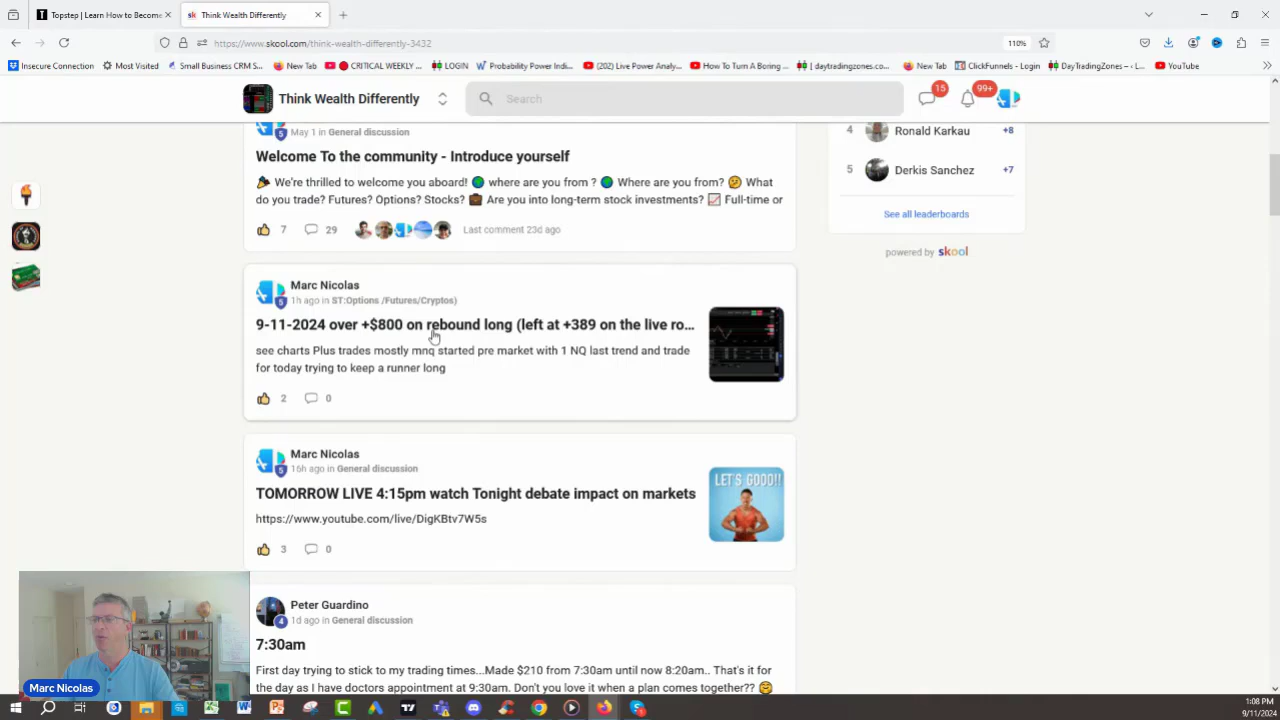 Topstep | Learn How to Become
Think Wealth Differently
https://www.skool.com/think-wealth-differently-3432
110%
Insecure Connection
Most Visited
Small Business CRM S...
New Tab
CRITICAL WEEKLY ...
LOGINN
Probability Power Indi...
(202) Live Power Analy...
How To Turn A Boring ...
| daytradingzones.co...
New Tab
ClickFunnels - Login
DayTradingZones – L...
YouTube
Think Wealth Differently
Search
15
99+
5
May 1 in General discussion
Welcome To the community - Introduce yourself
We're thrilled to welcome you aboard! where are you from ? Where are you from? What
do you trade? Futures? Options? Stocks? Are you into long-term stock investments? Full-time or
7
29
Last comment 23d ago
4 Ronald Karkau +8
5 Derkis Sanchez +7
See all leaderboards
powered by skool
Marc Nicolas
5
1h ago in ST:Options /Futures/Cryptos)
9-11-2024 over +$800 on rebound long (left at +389 on the live ro...
see charts Plus trades mostly mnq started pre market with 1 NQ last trend and trade
for today trying to keep a runner long
2
0
Marc Nicolas
5
16h ago in General discussion
TOMORROW LIVE 4:15pm watch Tonight debate impact on markets
https://www.youtube.com/live/DigKBtv7W5s
LET'S GOOD!!
3
0
Peter Guardino
4
1d ago in General discussion
7:30am
First day trying to stick to my trading times...Made $210 from 7:30am until now 8:20am.. That's it for
the day as I have doctors appointment at 9:30am. Don't you love it when a plan comes together??
Marc Nicolas
1:08 PM
9/11/2024